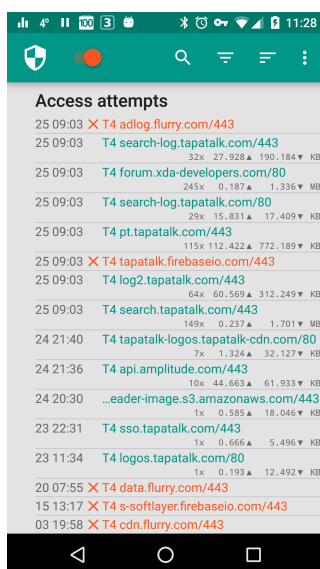 4° 100 3 11:28
Access attempts
25 09:03 T4 adlog.flurry.com/443
25 09:03 T4 search-log.tapatalk.com/443
32x 27.928▲ 190.184▼ KB
25 09:03 T4 forum.xda-developers.com/80
245x 0.187▲ 1.336▼ MB
25 09:03 T4 search-log.tapatalk.com/80
29x 15.831▲ 17.409▼ KB
25 09:03 T4 pt.tapatalk.com/443
115x 112.422▲ 772.189▼ KB
25 09:03 T4 tapatalk.firebaseio.com/443
25 09:03 T4 log2.tapatalk.com/443
64x 60.569▲ 312.249▼ KB
25 09:03 T4 search.tapatalk.com/443
149x 0.237▲ 1.701▼ MB
24 21:40 T4 tapatalk-logos.tapatalk-cdn.com/80
7x 1.324▲ 32.127▼ KB
24 21:36 T4 api.amplitude.com/443
10x 44.663▲ 61.933▼ KB
24 20:30 ...eader-image.s3.amazonaws.com/443
1x 0.585▲ 18.046▼ KB
23 22:31 T4 sso.tapatalk.com/443
1x 0.666▲ 5.496▼ KB
23 11:34 T4 logos.tapatalk.com/80
1x 0.193▲ 12.492▼ KB
20 07:55 T4 data.flurry.com/443
15 13:17 T4 s-softlayer.firebaseio.com/443
03 19:58 T4 cdn.flurry.com/443